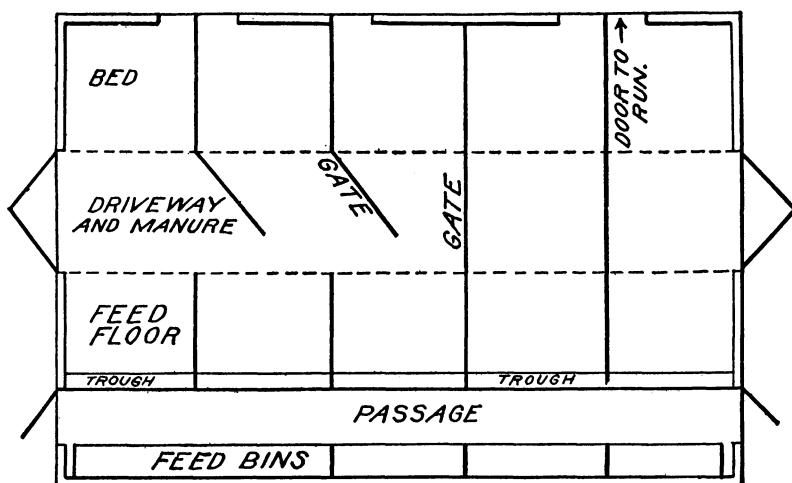 BED
DOOR TO
RUN.
GATE
GATE
DRIVEWAY
AND MANURE
FEED
FLOOR
TROUGH
TROUGH
PASSAGE
FEED BINS